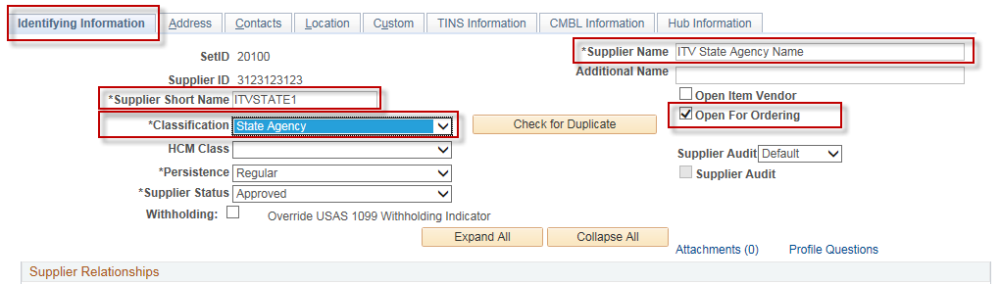 Identifying Information Address Contacts Location Custom TINS Information CMBL Information Hub Information
SetID 20100
*Supplier Name ITV State Agency Name
Supplier ID 3123123123
Additional Name
*Supplier Short Name ITVSTATE1
Open Item Vendor
*Classification State Agency
Check for Duplicate
Open For Ordering
HCM Class
Supplier Audit Default
*Persistence Regular
Supplier Audit
*Supplier Status Approved
Withholding: Override USAS 1099 Withholding Indicator
Expand All Collapse All
Attachments (0) Profile Questions
Supplier Relationships